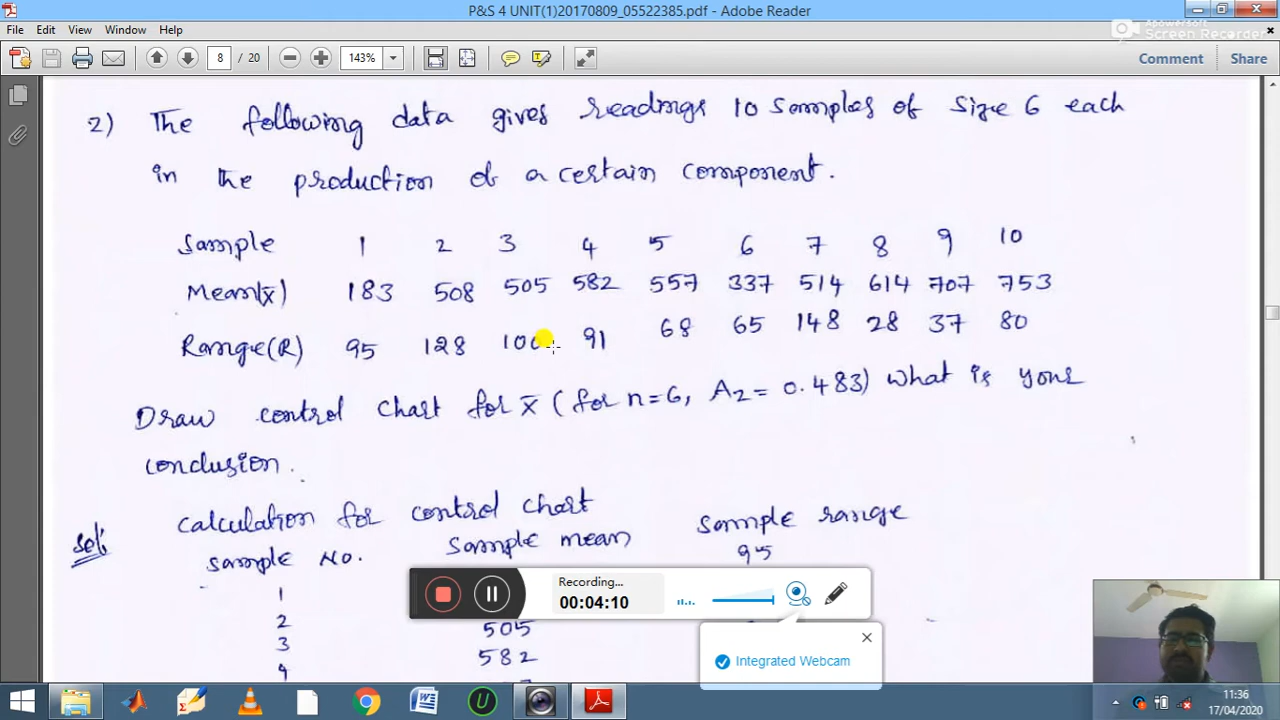 P&S 4 UNIT(1)20170809_05522385.pdf - Adobe Reader
File Edit View Window Help
Apowersoft
Screen Recorder
8 / 20 143% Comment Share
2) The following data gives readings 10 samples of size 6 each
in the production of a certain component.
Sample 1 2 3 4 5 6 7 8 9 10
Mean(x̄) 183 508 505 582 557 337 514 614 707 753
Range(R) 95 128 100 91 68 65 148 28 37 80
Draw control chart for x̄ (for n=6, A2 = 0.483) what is your
conclusion.
Sol: Calculation for control chart
Sample No. Sample mean Sample range
95
1
2 505
3 582
4
Recording...
00:04:10
Integrated Webcam
11:36
17/04/2020